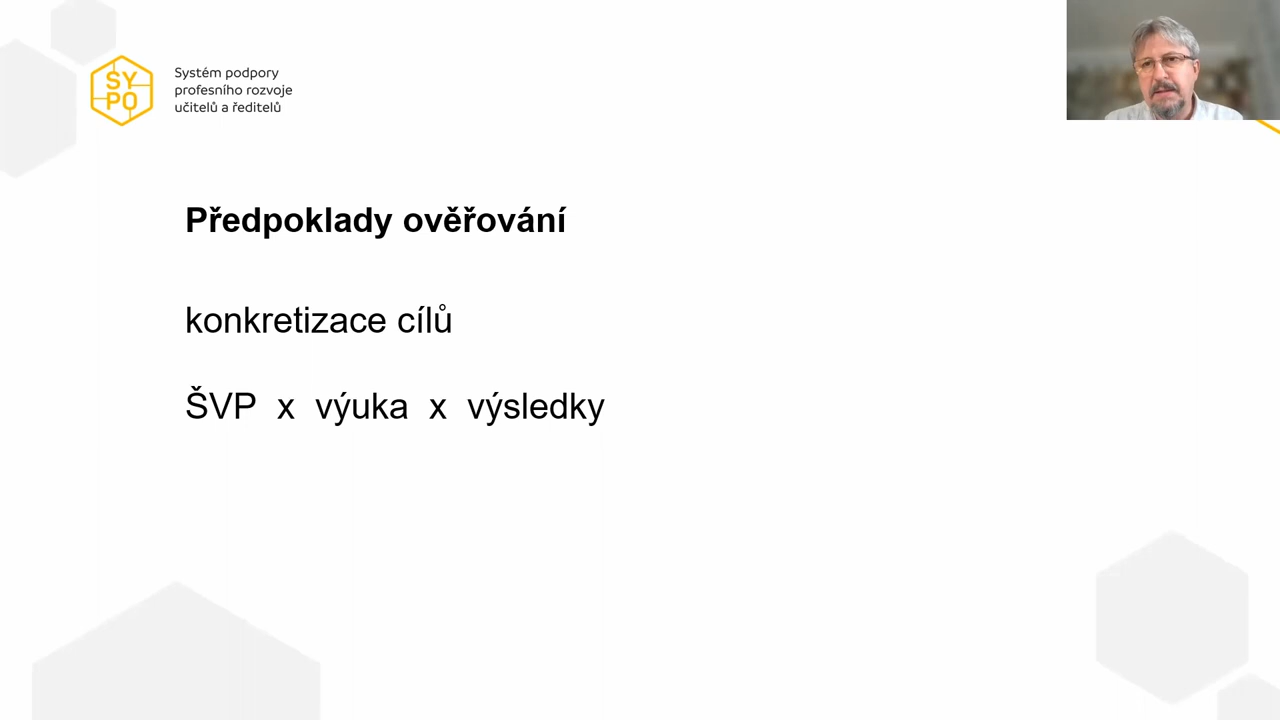 SY
PO
Systém podpory
profesního rozvoje
učitelů a ředitelů
Předpoklady ověřování
konkretizace cílů
ŠVP x výuka x výsledky